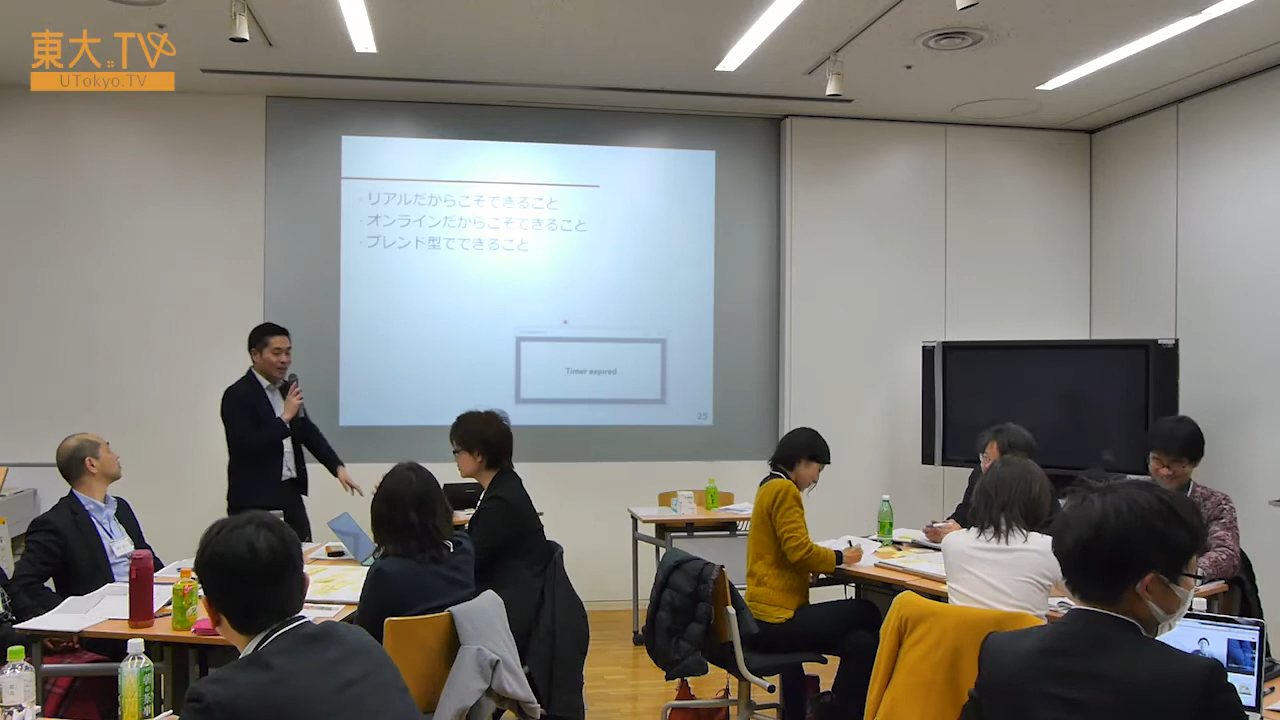 東大TV
UTokyo.TV
・リアルだからこそできること
・オンラインだからこそできること
・ブレンド型でできること
Timer expired
25